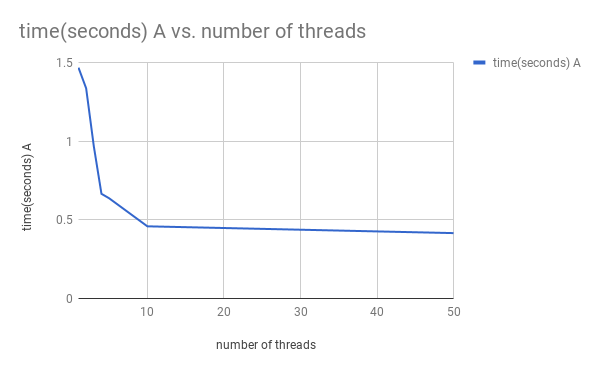 time(seconds) A vs. number of threads
time(seconds) A
time(seconds) A
1.5
1
0.5
0
10
20
30
40
50
number of threads